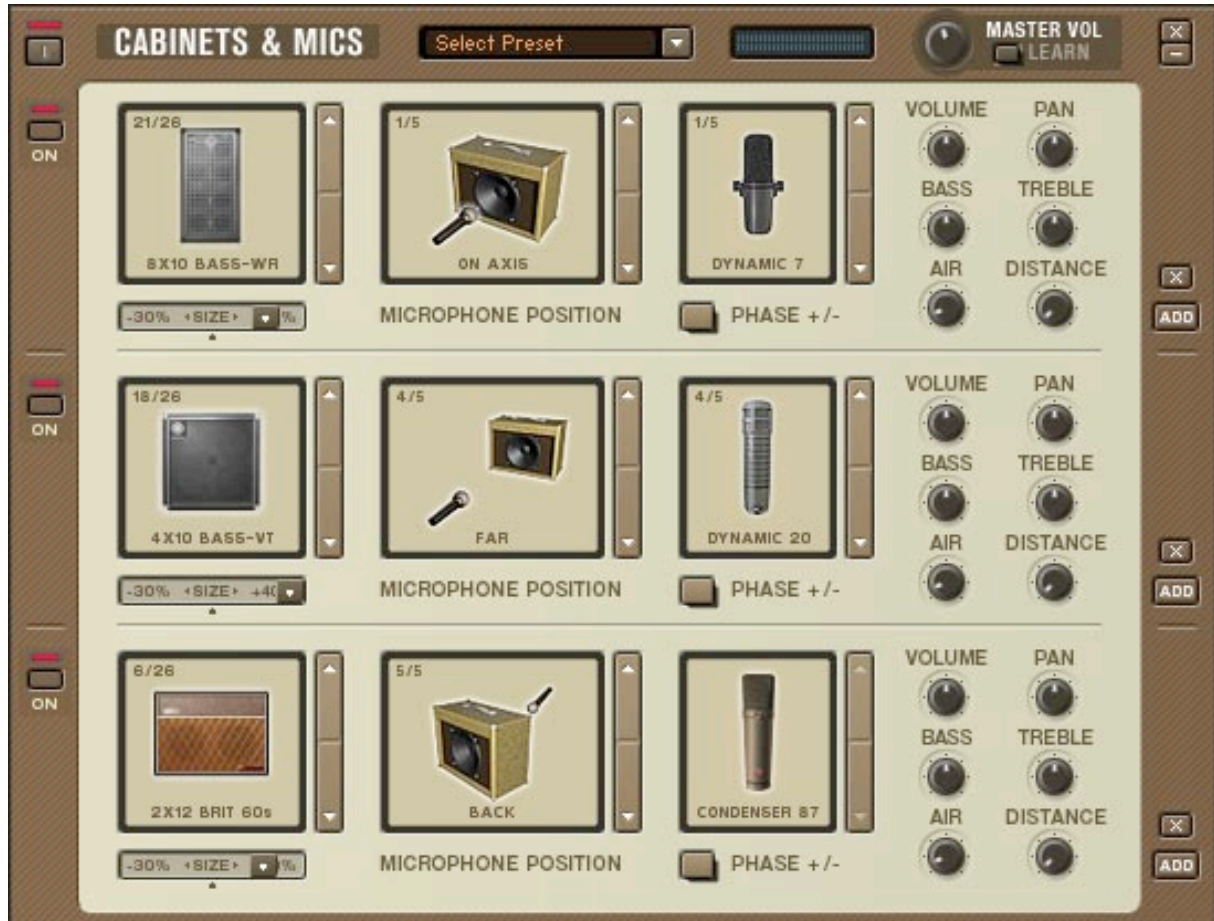 CABINETS & MICS
Select Preset
MASTER VOL
LEARN
ON
21/26
8X10 BASS-WR
-30% SIZE %
1/5
ON AXIS
MICROPHONE POSITION
1/5
DYNAMIC 7
PHASE +/-
VOLUME PAN
BASS TREBLE
AIR DISTANCE
X
ADD
ON
18/26
4X10 BASS-VT
-30% SIZE +40
4/5
FAR
MICROPHONE POSITION
4/5
DYNAMIC 20
PHASE +/-
VOLUME PAN
BASS TREBLE
AIR DISTANCE
X
ADD
ON
6/26
2X12 BRIT 60s
-30% SIZE %
5/5
BACK
MICROPHONE POSITION
CONDENSER 87
PHASE +/-
VOLUME PAN
BASS TREBLE
AIR DISTANCE
X
ADD